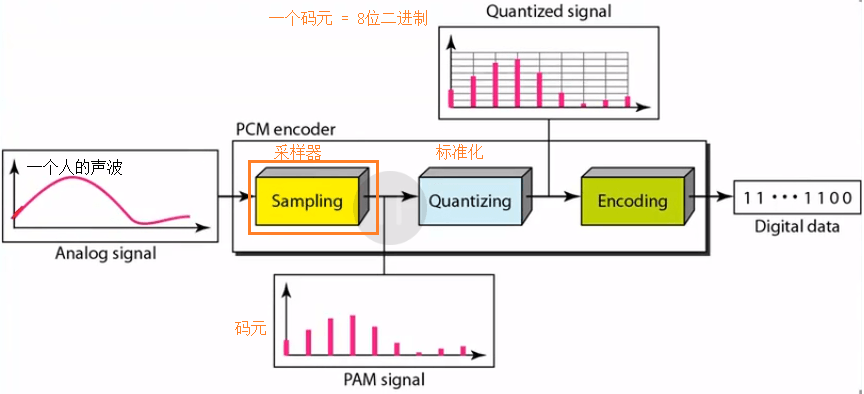 一个码元 = 8位二进制
Quantized signal
PCM encoder
采样器
标准化
一个人的声波
Sampling
Quantizing
Encoding
11···1100
Analog signal
Digital data
码元
PAM signal